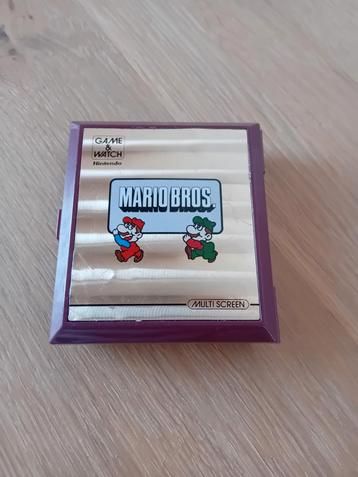 GAME
&
WATCH
Nintendo
MARIO BROS.
MULTI SCREEN